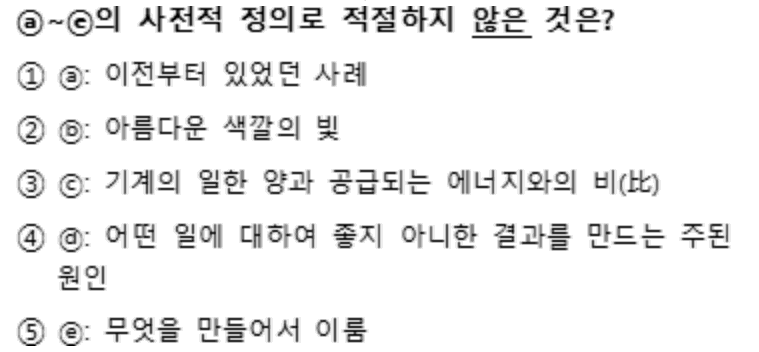 ⓐ~ⓔ의 사전적 정의로 적절하지 않은 것은?
① ⓐ: 이전부터 있었던 사례
② ⓑ: 아름다운 색깔의 빛
③ ⓒ: 기계의 일한 양과 공급되는 에너지와의 비(比)
④ ⓓ: 어떤 일에 대하여 좋지 아니한 결과를 만드는 주된
원인
⑤ ⓔ: 무엇을 만들어서 이룸